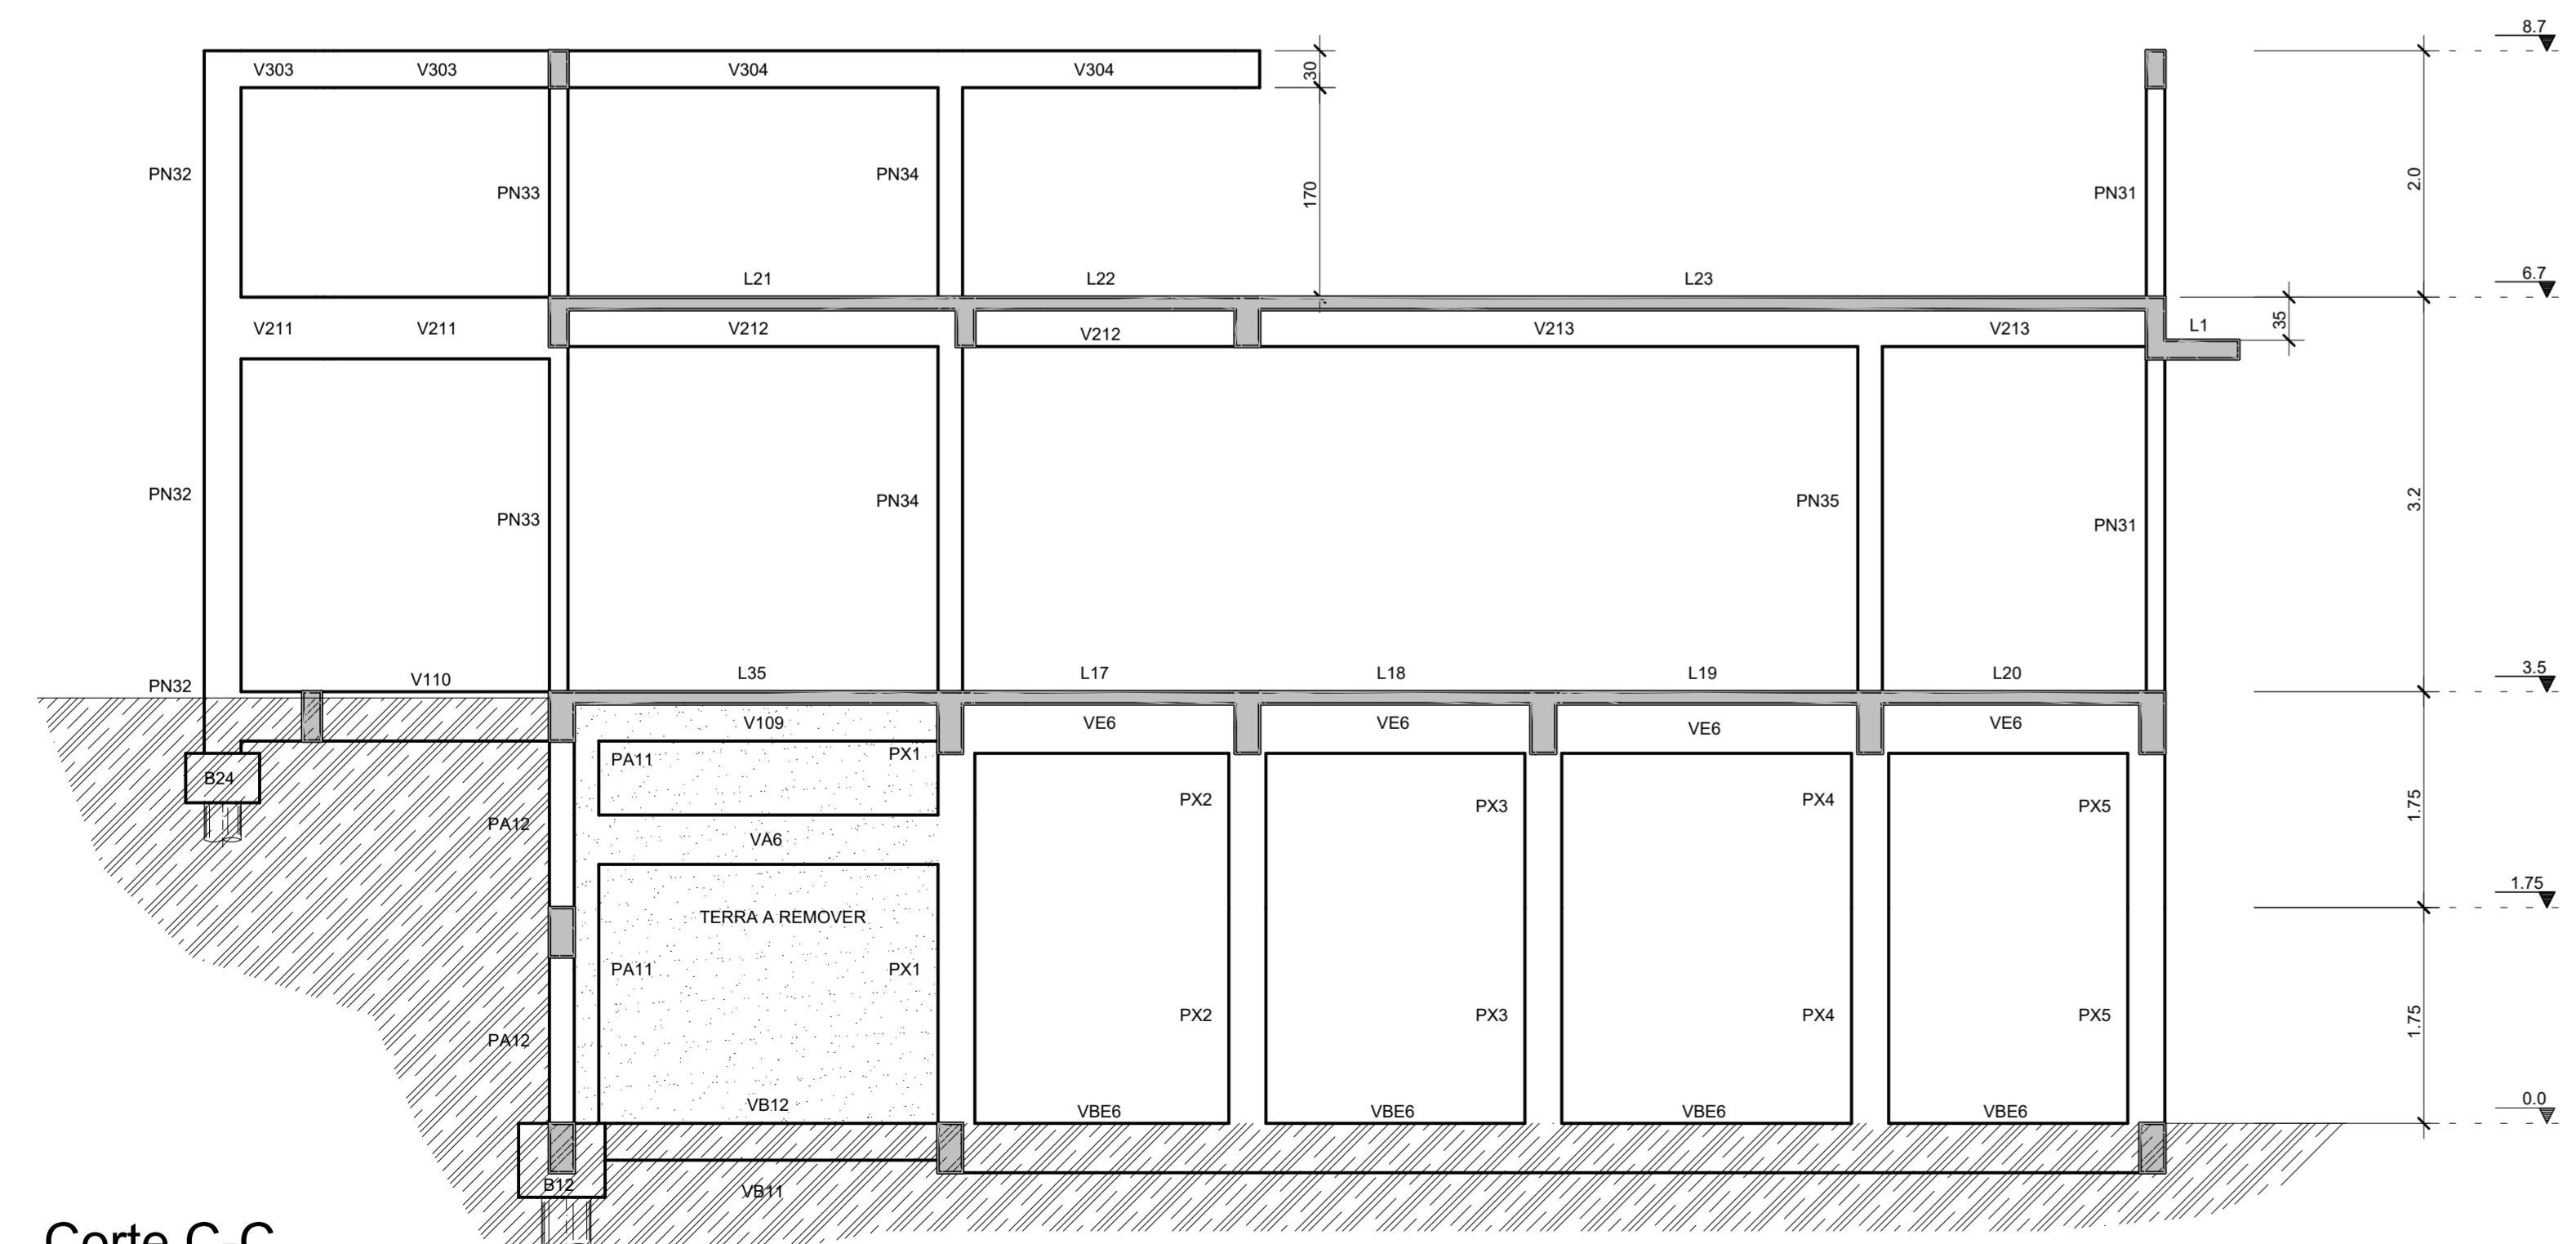 8.7
V303 V303 V304 V304
30
PN32 PN33 PN34 170 PN31 2.0
6.7
L21 L22 L23
V211 V211 V212 V212 V213 V213 L1 35
PN32 PN33 PN34 PN35 PN31 3.2
3.5
PN32 V110 L35 L17 L18 L19 L20
V109 VE6 VE6 VE6 VE6
B24 PA11 PX1
PA12 PX2 PX3 PX4 PX5 1.75
VA6
1.75
TERRA A REMOVER
PA11 PX1
PA12 PX2 PX3 PX4 PX5 1.75
0.0
VB12 VBE6 VBE6 VBE6 VBE6
B12 VB11
Corte C-C